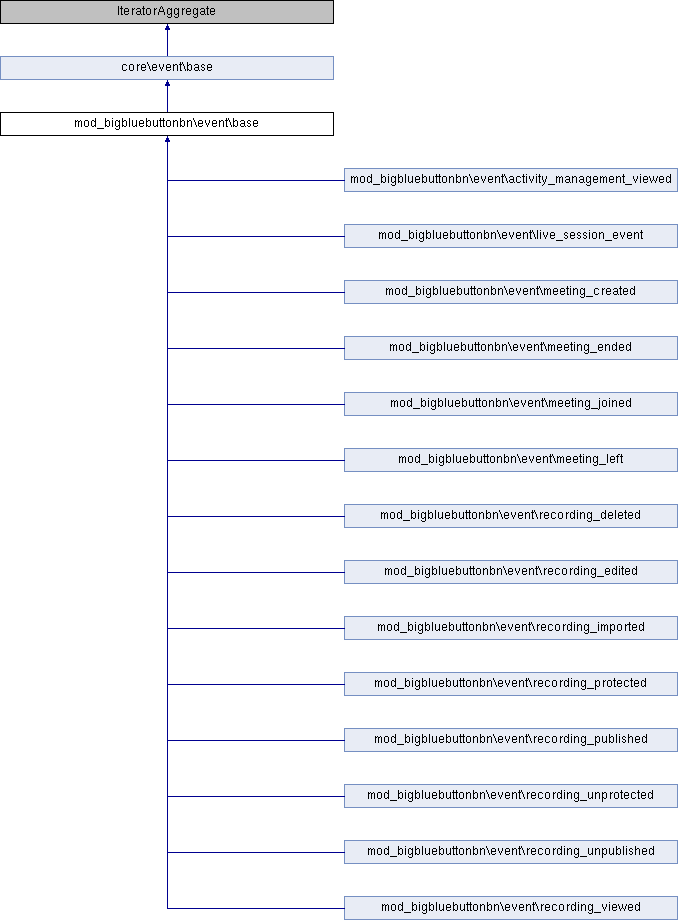 IteratorAggregate
core\event\base
mod_bigbluebuttonbn\event\base
mod_bigbluebuttonbn\event\activity_management_viewed
mod_bigbluebuttonbn\event\live_session_event
mod_bigbluebuttonbn\event\meeting_created
mod_bigbluebuttonbn\event\meeting_ended
mod_bigbluebuttonbn\event\meeting_joined
mod_bigbluebuttonbn\event\meeting_left
mod_bigbluebuttonbn\event\recording_deleted
mod_bigbluebuttonbn\event\recording_edited
mod_bigbluebuttonbn\event\recording_imported
mod_bigbluebuttonbn\event\recording_protected
mod_bigbluebuttonbn\event\recording_published
mod_bigbluebuttonbn\event\recording_unprotected
mod_bigbluebuttonbn\event\recording_unpublished
mod_bigbluebuttonbn\event\recording_viewed